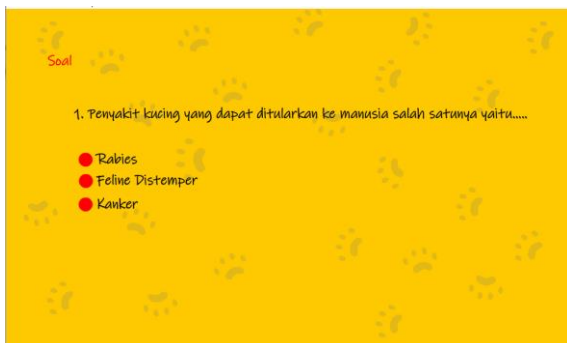 Soal
1. Penyakit kucing yang dapat ditularkan ke manusia salah satunya yaitu.....
Rabies
Feline Distemper
Kanker